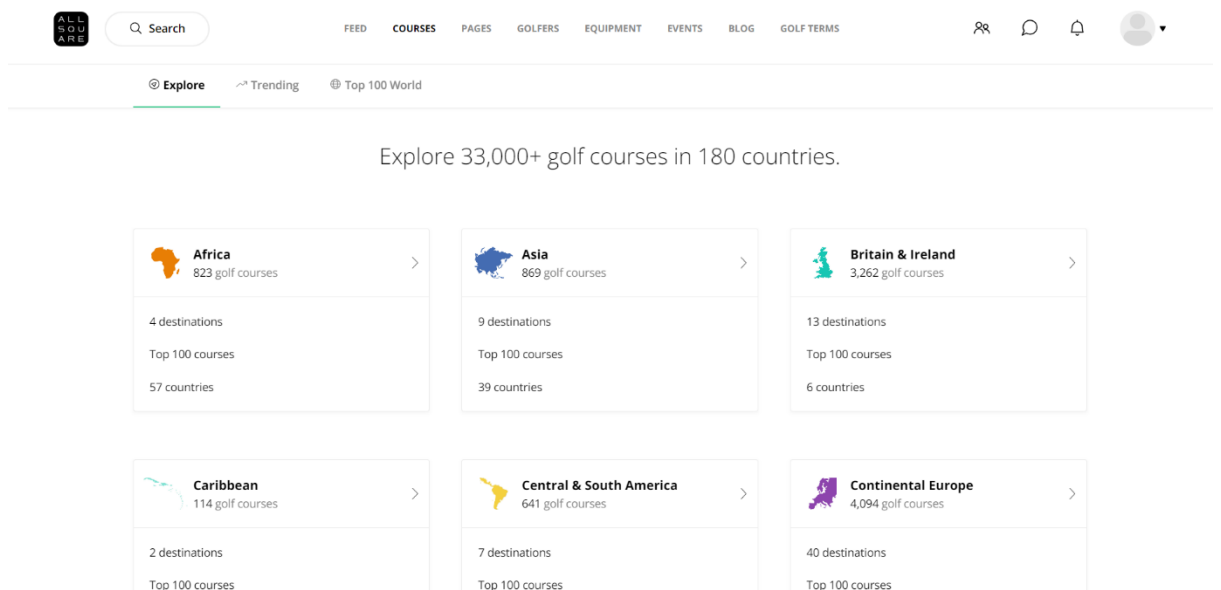 ALL
SQU
ARE
Search
FEED
COURSES
PAGES
GOLFERS
EQUIPMENT
EVENTS
BLOG
GOLF TERMS
Explore
Trending
Top 100 World
Explore 33,000+ golf courses in 180 countries.
Africa
823 golf courses
4 destinations
Top 100 courses
57 countries
Asia
869 golf courses
9 destinations
Top 100 courses
39 countries
Britain & Ireland
3,262 golf courses
13 destinations
Top 100 courses
6 countries
Caribbean
114 golf courses
2 destinations
Top 100 courses
Central & South America
641 golf courses
7 destinations
Top 100 courses
Continental Europe
4,094 golf courses
40 destinations
Top 100 courses